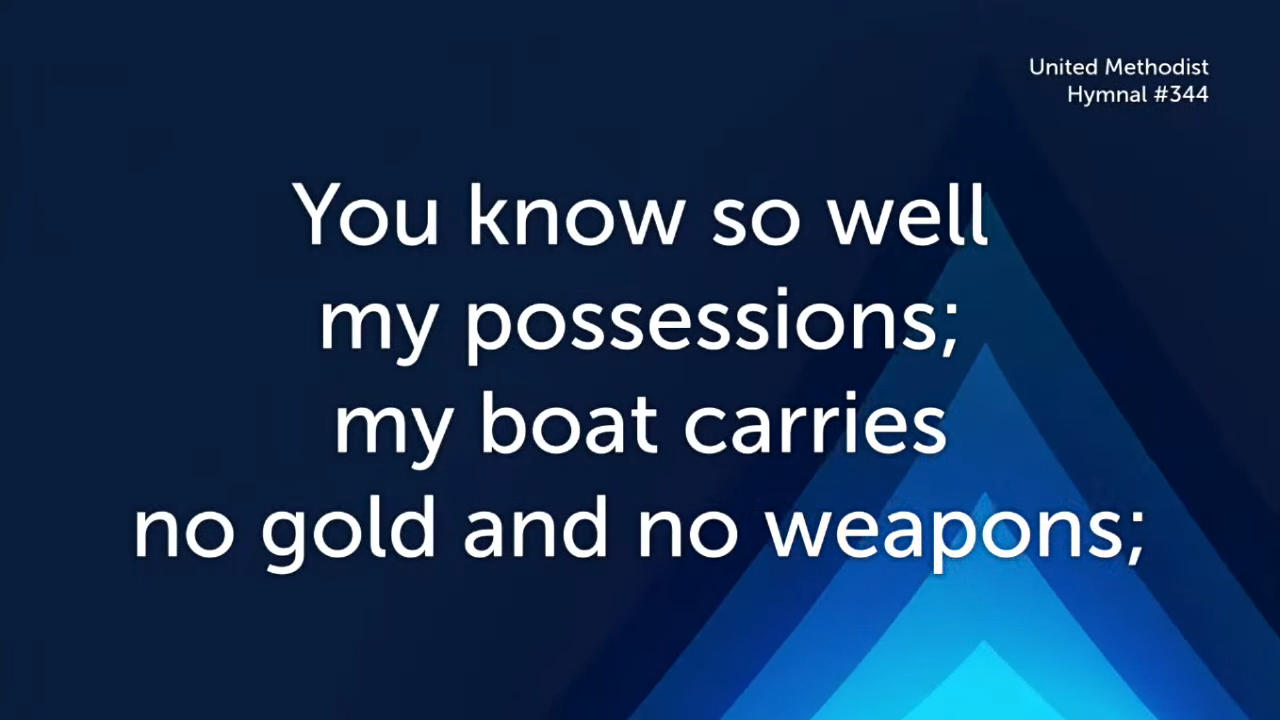 United Methodist
Hymnal #344
You know so well
my possessions;
my boat carries
no gold and no weapons;